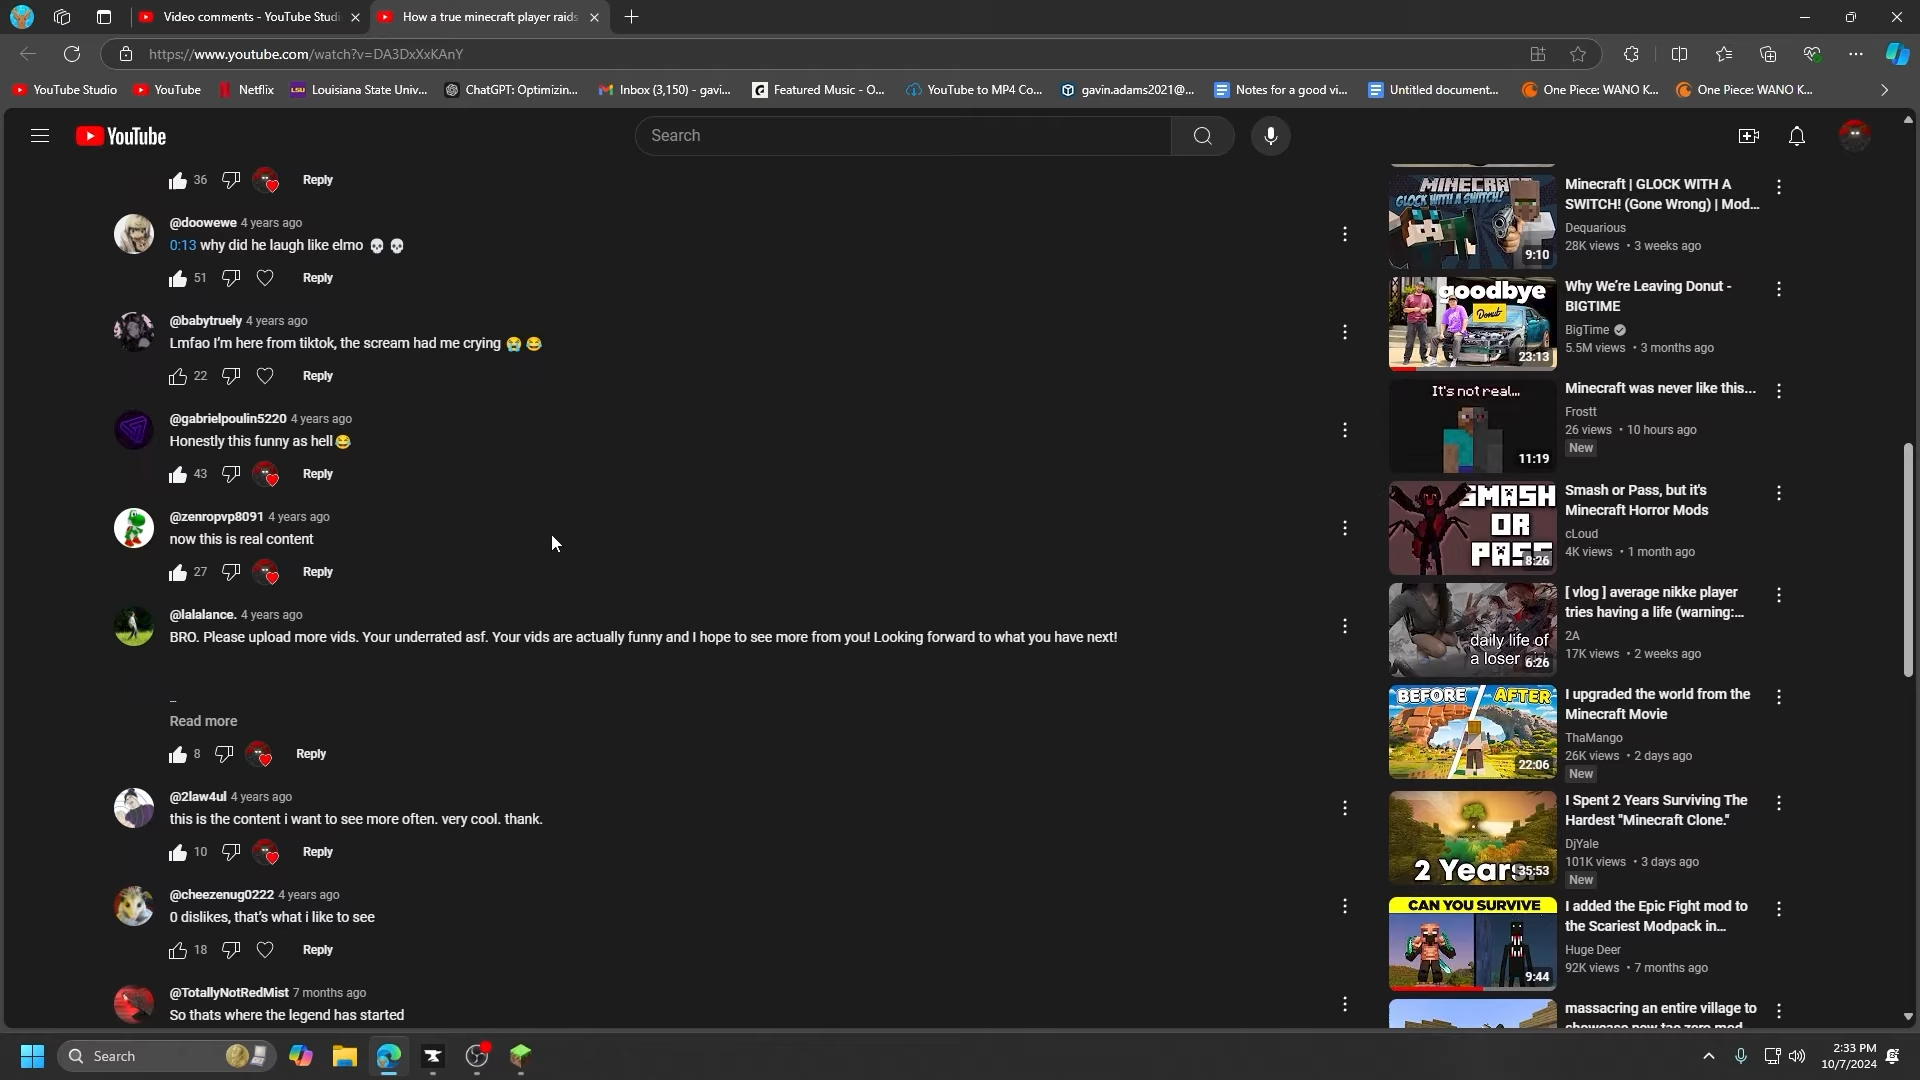 Video comments - YouTube Studi
How a true minecraft player raids
https://www.youtube.com/watch?v=DA3DxXxKAnY
YouTube Studio
YouTube
Netflix
LSU
Louisiana State Univ...
ChatGPT: Optimizin...
Inbox (3,150) - gavi...
Featured Music - O...
YouTube to MP4 Co...
gavin.adams2021@...
Notes for a good vi...
Untitled document...
One Piece: WANO K...
One Piece: WANO K...
YouTube
Search
36
Reply
@doowewe 4 years ago
0:13 why did he laugh like elmo 💀 💀
51
Reply
@babytruely 4 years ago
Lmfao I'm here from tiktok, the scream had me crying 😭 😂
22
Reply
@gabrielpoulin5220 4 years ago
Honestly this funny as hell😂
43
Reply
@zenropvp8091 4 years ago
now this is real content
27
Reply
@lalalance. 4 years ago
BRO. Please upload more vids. Your underrated asf. Your vids are actually funny and I hope to see more from you! Looking forward to what you have next!
_
Read more
8
Reply
@2law4ul 4 years ago
this is the content i want to see more often. very cool. thank.
10
Reply
@cheezenug0222 4 years ago
0 dislikes, that's what i like to see
18
Reply
@TotallyNotRedMist 7 months ago
So thats where the legend has started
MINECRA
GLOCK WITH A SWITCH!
9:10
Minecraft | GLOCK WITH A
SWITCH! (Gone Wrong) | Mod...
Dequarious
28K views • 3 weeks ago
goodbye
Donut
23:13
Why We're Leaving Donut -
BIGTIME
BigTime
5.5M views • 3 months ago
It's not real...
11:19
Minecraft was never like this...
Frostt
26 views • 10 hours ago
New
SMASH
OR
PASS
8:26
Smash or Pass, but it's
Minecraft Horror Mods
cLoud
4K views • 1 month ago
daily life of
a loser girl
6:26
[ vlog ] average nikke player
tries having a life (warning:...
2A
17K views • 2 weeks ago
BEFORE
AFTER
22:06
I upgraded the world from the
Minecraft Movie
ThaMango
26K views • 2 days ago
New
2 Years
35:53
I Spent 2 Years Surviving The
Hardest "Minecraft Clone."
DjYale
101K views • 3 days ago
New
CAN YOU SURVIVE
9:44
I added the Epic Fight mod to
the Scariest Modpack in...
Huge Deer
92K views • 7 months ago
massacring an entire village to
showcase new tac zero mod
Search
2:33 PM
10/7/2024